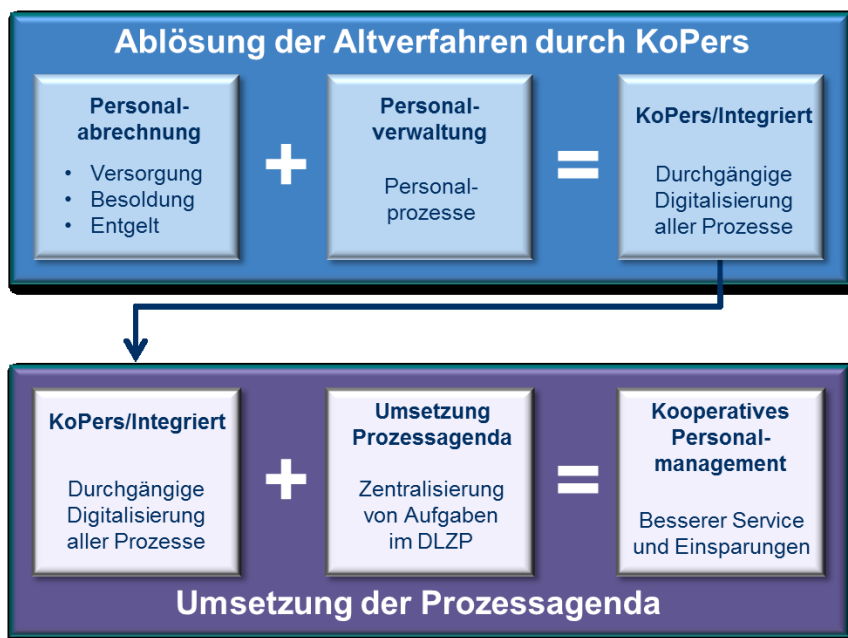 Ablösung der Altverfahren durch KoPers
Personal-
abrechnung
• Versorgung
• Besoldung
• Entgelt
+
Personal-
verwaltung
Personal-
prozesse
=
KoPers/Integriert
Durchgängige
Digitalisierung
aller Prozesse
KoPers/Integriert
Durchgängige
Digitalisierung
aller Prozesse
+
Umsetzung
Prozessagenda
Zentralisierung
von Aufgaben
im DLZP
=
Kooperatives
Personal-
management
Besserer Service
und Einsparungen
Umsetzung der Prozessagenda